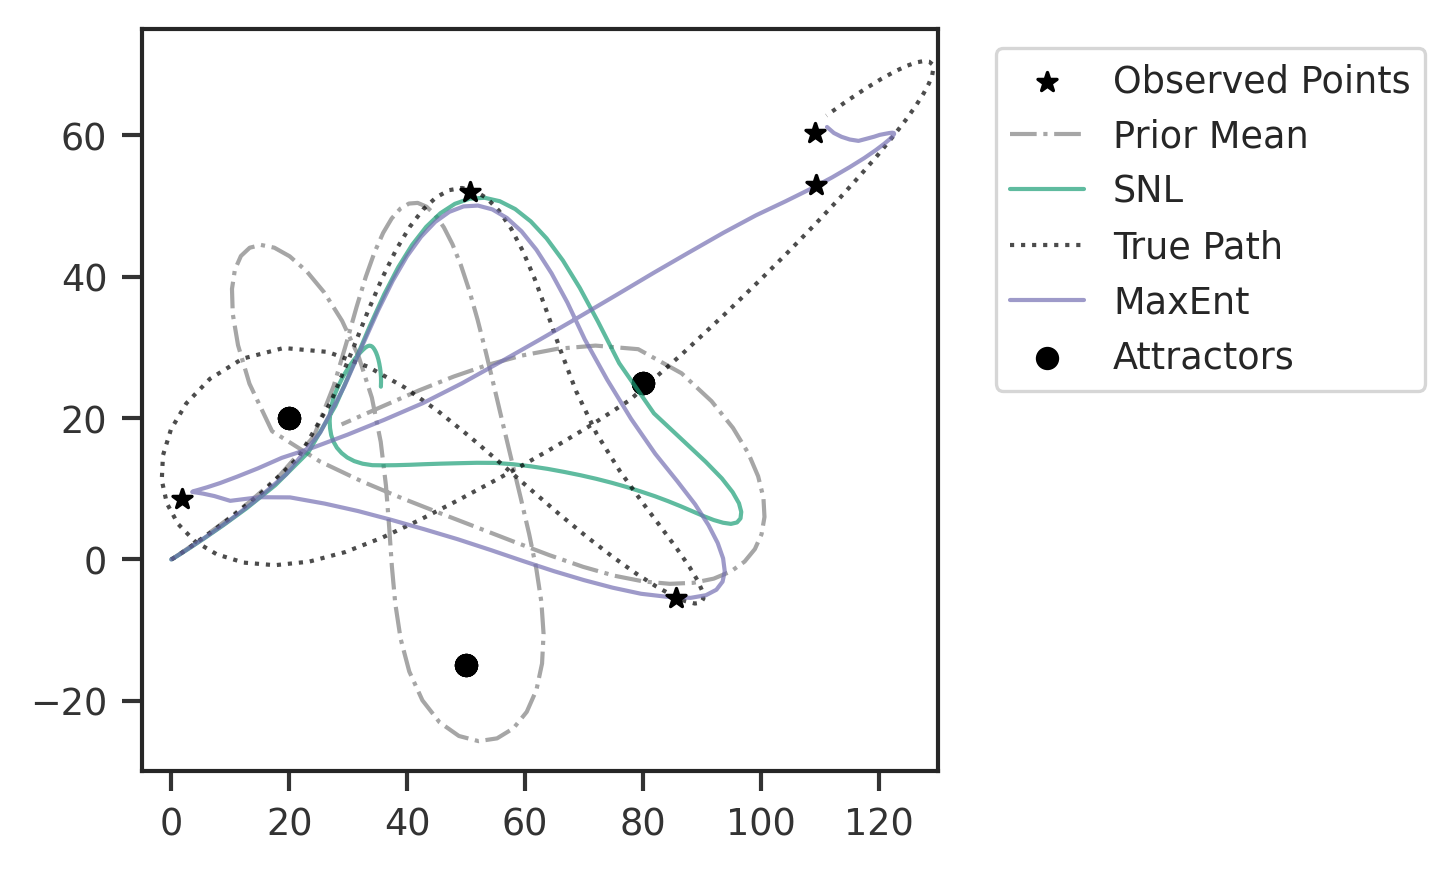 60
40
20
0
−20
0 20 40 60 80 100 120
Observed Points
Prior Mean
SNL
True Path
MaxEnt
Attractors